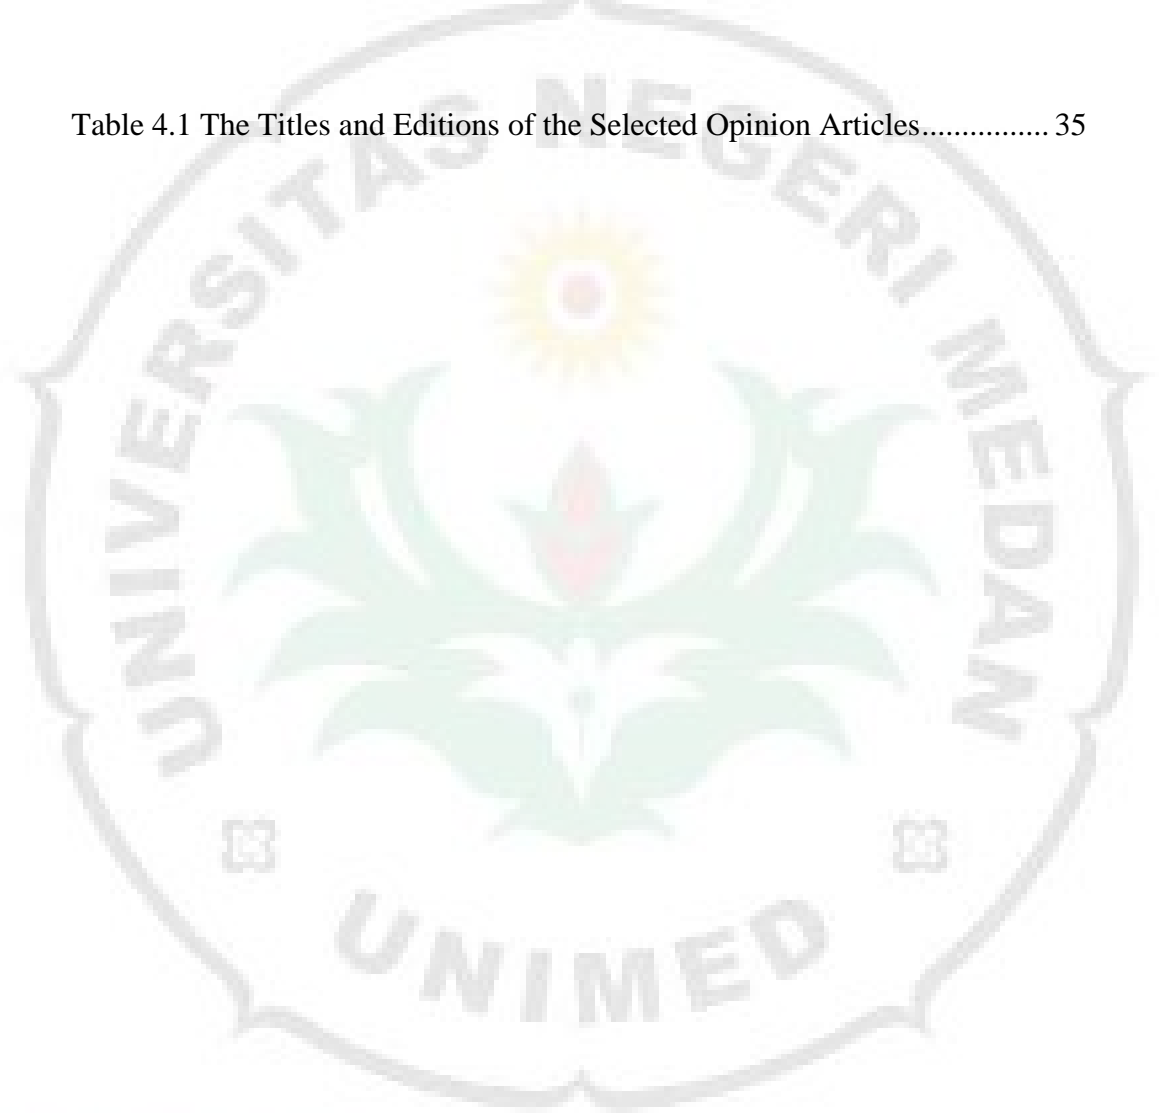 Table 4.1 The Titles and Editions of the Selected Opinion Articles................ 35
UNIVERSITAS NEGERI MEDAN
UNIMED